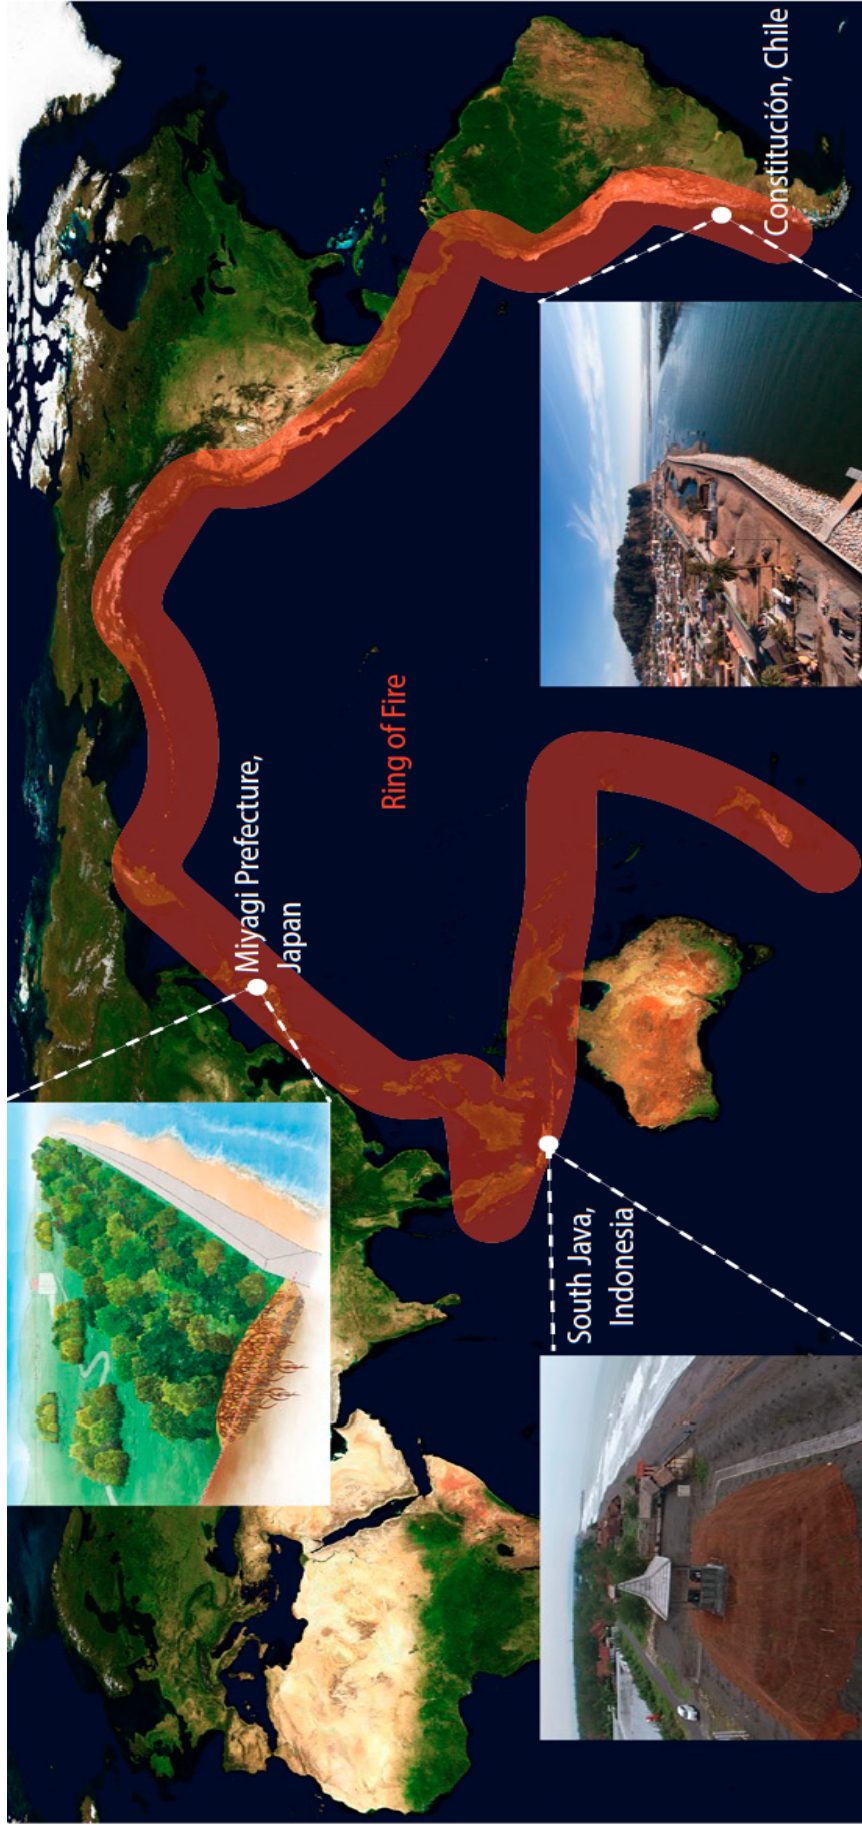 Miyagi Prefecture,
Japan
Ring of Fire
South Java,
Indonesia
Constitución, Chile